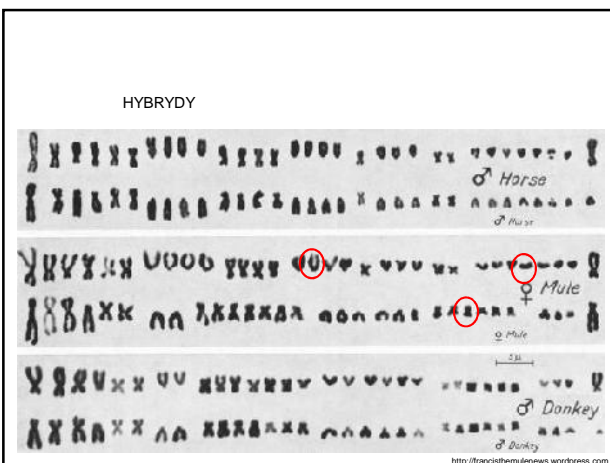 HYBRYDY
♂ Horse
♂ Horse
♀ Mule
♀ Mule
♂ Donkey
♂ Donkey
http://francisthemulenews.wordpress.com